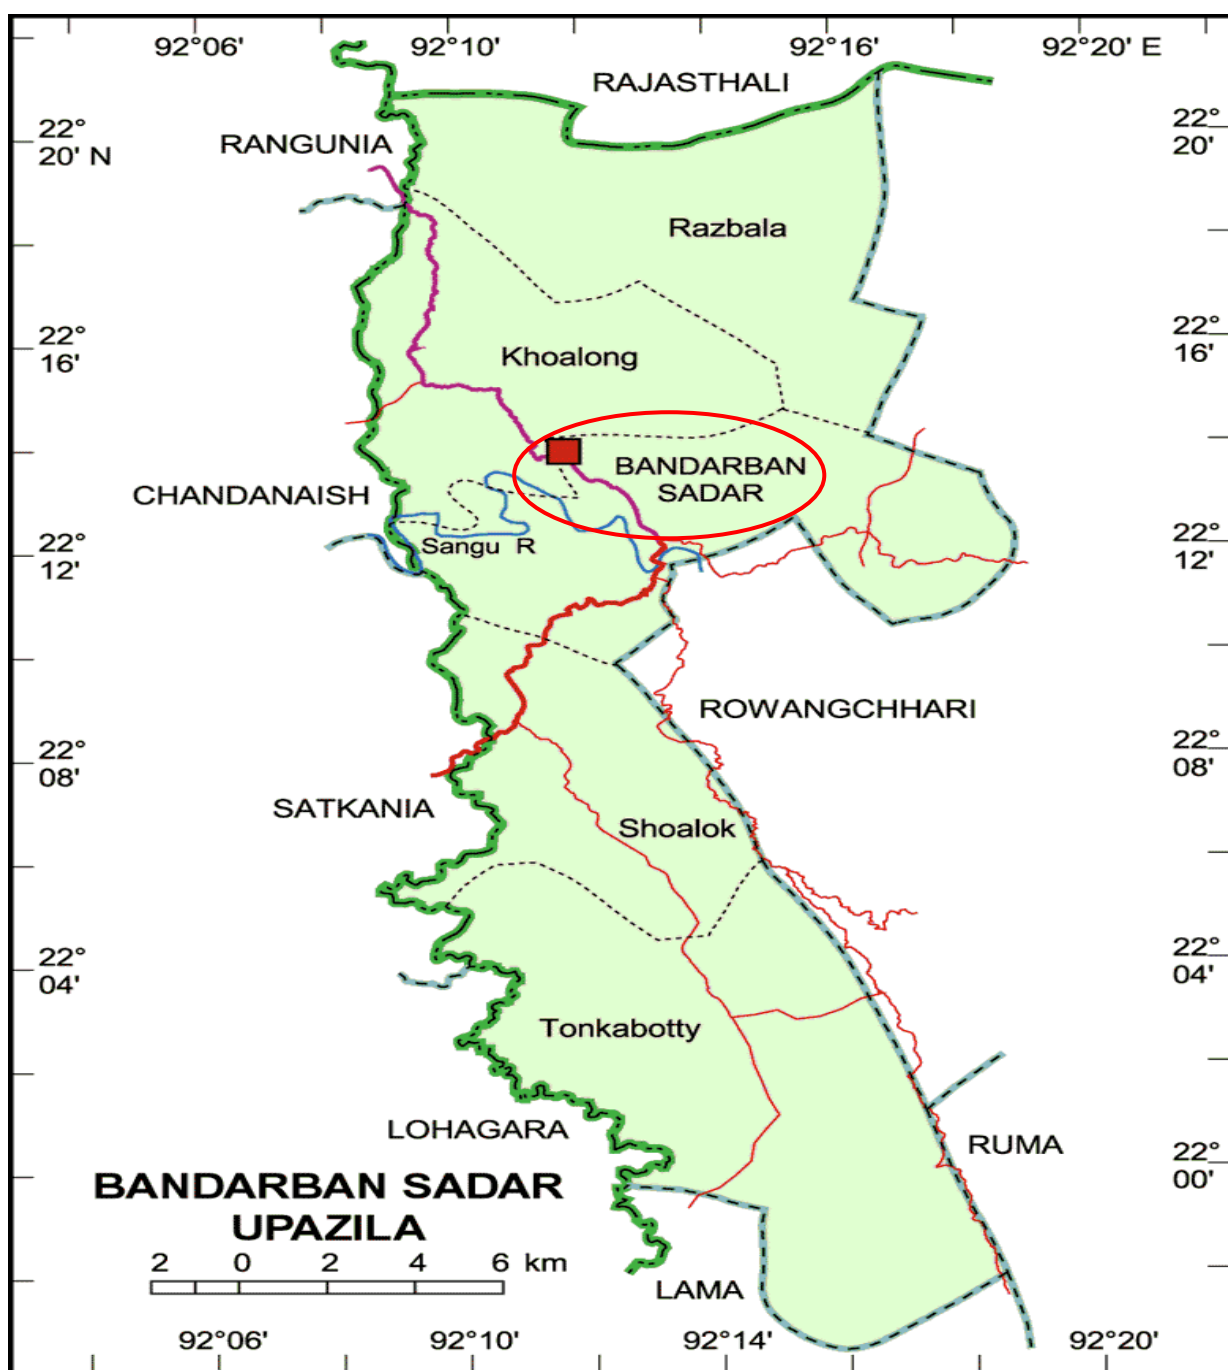 92°06' 92°10' 92°16' 92°20' E
RAJASTHALI
22°
20' N
22°
20'
RANGUNIA
Razbala
22°
16'
22°
16'
Khoalong
BANDARBAN
SADAR
CHANDANAISH
Sangu R
22°
12'
22°
12'
ROWANGCHHARI
22°
08'
22°
08'
SATKANIA
Shoalok
22°
04'
22°
04'
Tonkabotty
LOHAGARA
RUMA
22°
00'
BANDARBAN SADAR
UPAZILA
2 0 2 4 6 km
LAMA
92°06' 92°10' 92°14' 92°20'